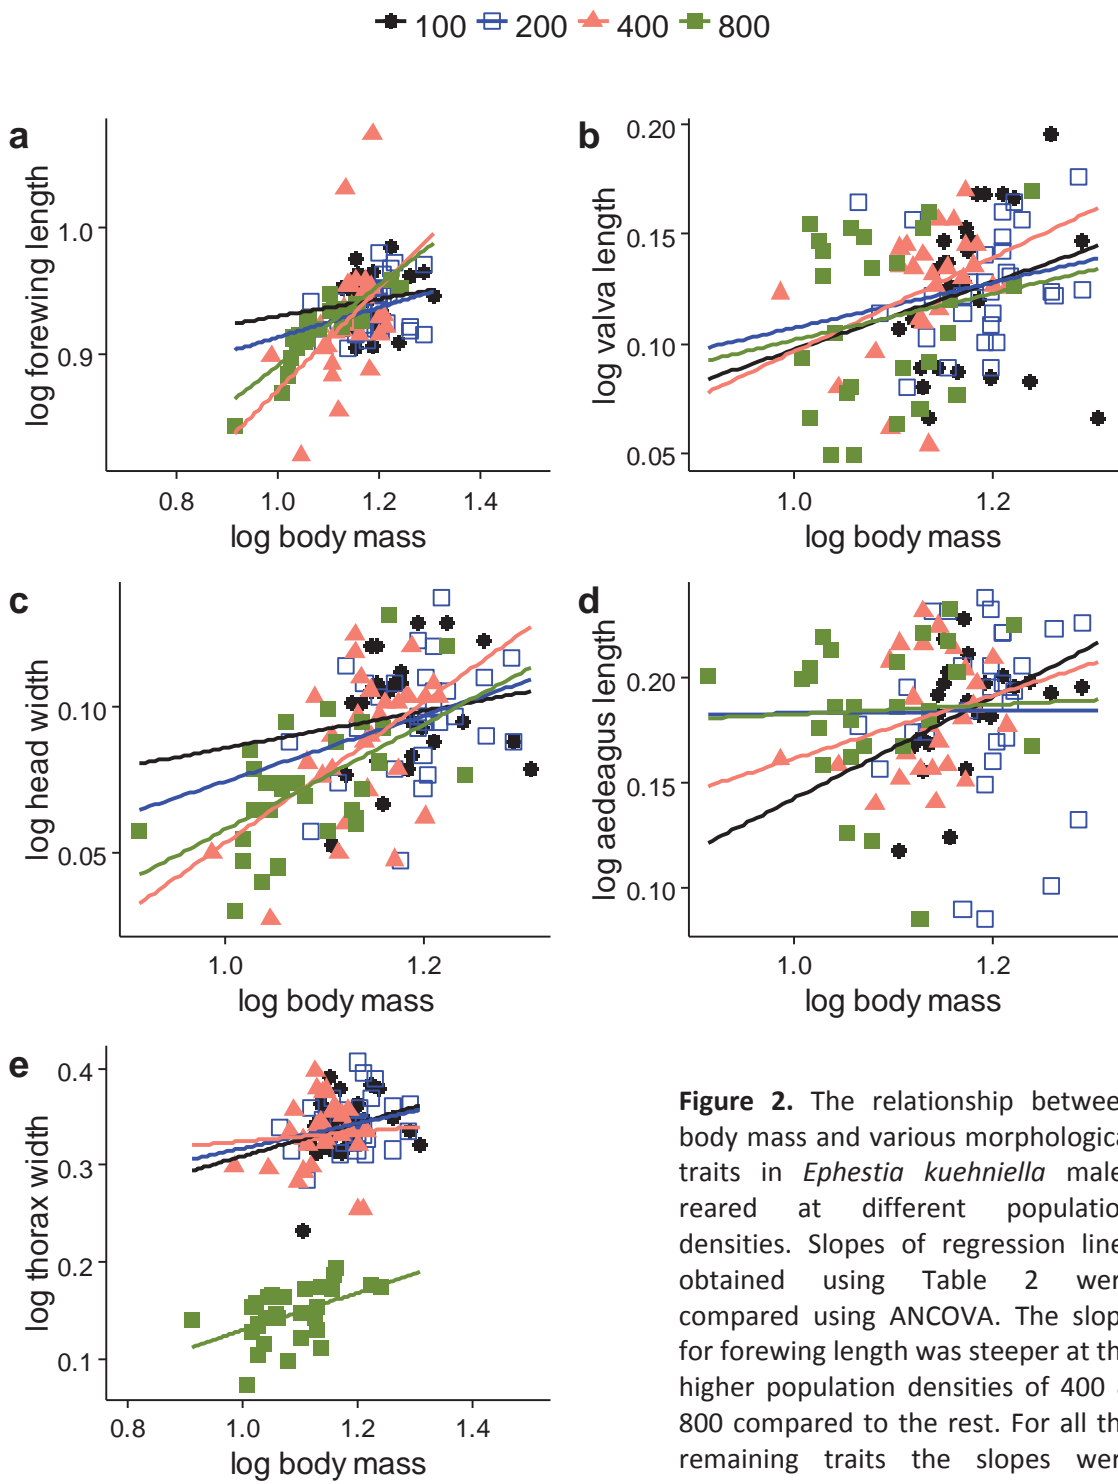 100 200 400 800
a
log forewing length
1.0
0.9
0.8 1.0 1.2 1.4
log body mass
b
log valva length
0.20
0.15
0.10
0.05
1.0 1.2
log body mass
c
log head width
0.10
0.05
1.0 1.2
log body mass
d
log aedeagus length
0.20
0.15
0.10
1.0 1.2
log body mass
e
log thorax width
0.4
0.3
0.2
0.1
0.8 1.0 1.2 1.4
log body mass
Figure 2. The relationship between
body mass and various morphologica
traits in Ephestia kuehniella male
reared at different population
densities. Slopes of regression line
obtained using Table 2 wer
compared using ANCOVA. The slop
for forewing length was steeper at th
higher population densities of 400
800 compared to the rest. For all th
remaining traits the slopes wer